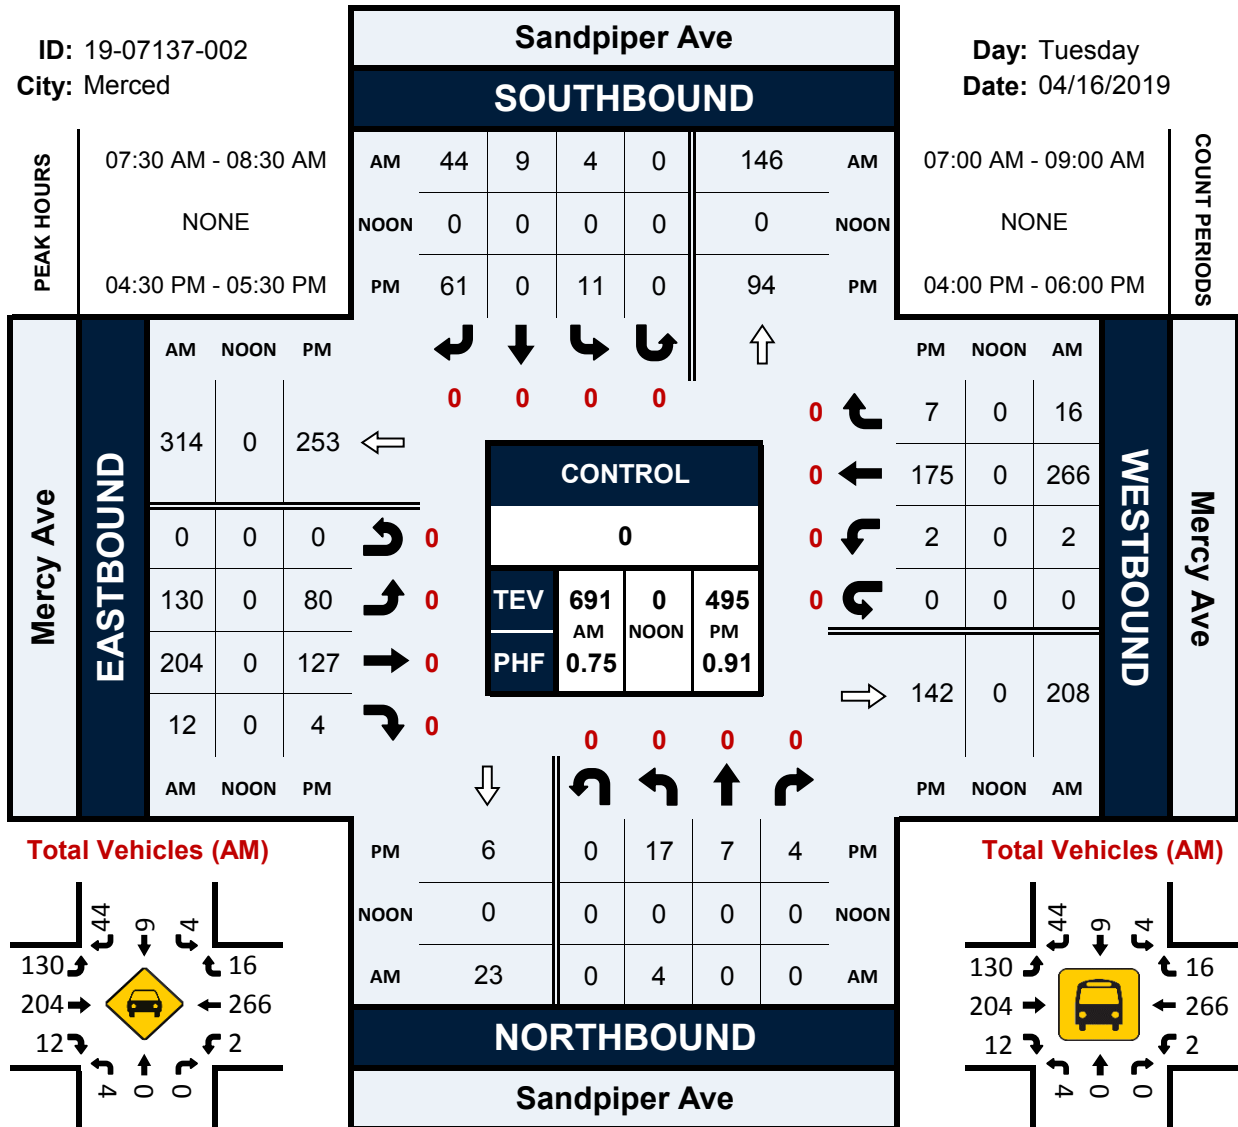 Sandpiper Ave
ID: 19-07137-002
Day: Tuesday
City: Merced
SOUTHBOUND
Date: 04/16/2019
PEAK HOURS
07:30 AM - 08:30 AM
AM 44 9 4 0 146 AM
07:00 AM - 09:00 AM
COUNT PERIODS
NONE
NOON 0 0 0 0 0 NOON
NONE
04:30 PM - 05:30 PM
PM 61 0 11 0 94 PM
04:00 PM - 06:00 PM
AM NOON PM
PM NOON AM
0 0 0 0
0 7 0 16
314 0 253
CONTROL
0 175 0 266
Mercy Ave
EASTBOUND
WESTBOUND
Mercy Ave
0 0 0 0
0
0 2 0 2
130 0 80 0
TEV 691 0 495
AM NOON PM
PHF 0.75 0.91
0 0 0 0
204 0 127 0
142 0 208
12 0 4 0
0 0 0 0
AM NOON PM
PM NOON AM
Total Vehicles (AM)
PM 6 0 17 7 4 PM
Total Vehicles (AM)
NOON 0 0 0 0 0 NOON
44 9 4
44 9 4
130 16
AM 23 0 4 0 0 AM
130 16
204 266
204 266
12 2
NORTHBOUND
12 2
4 0 0
Sandpiper Ave
4 0 0